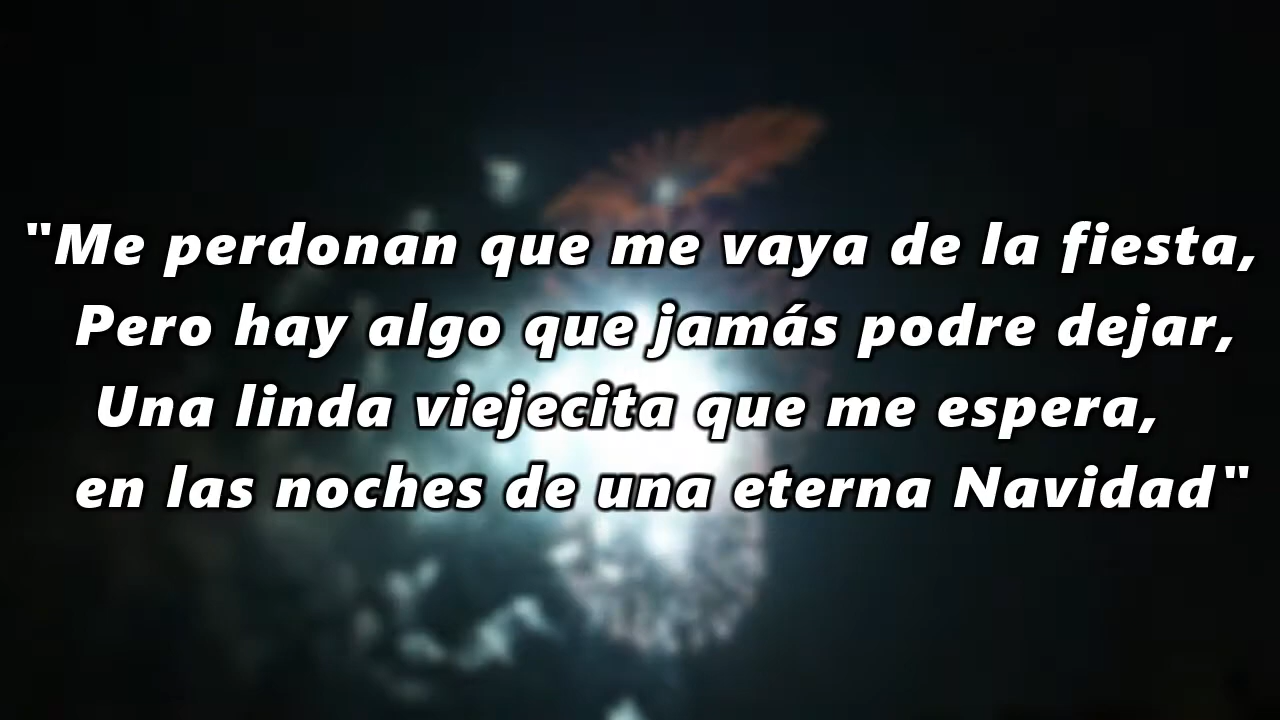 "Me perdonan que me vaya de la fiesta,
Pero hay algo que jamás podre dejar,
Una linda viejecita que me espera,
en las noches de una eterna Navidad"